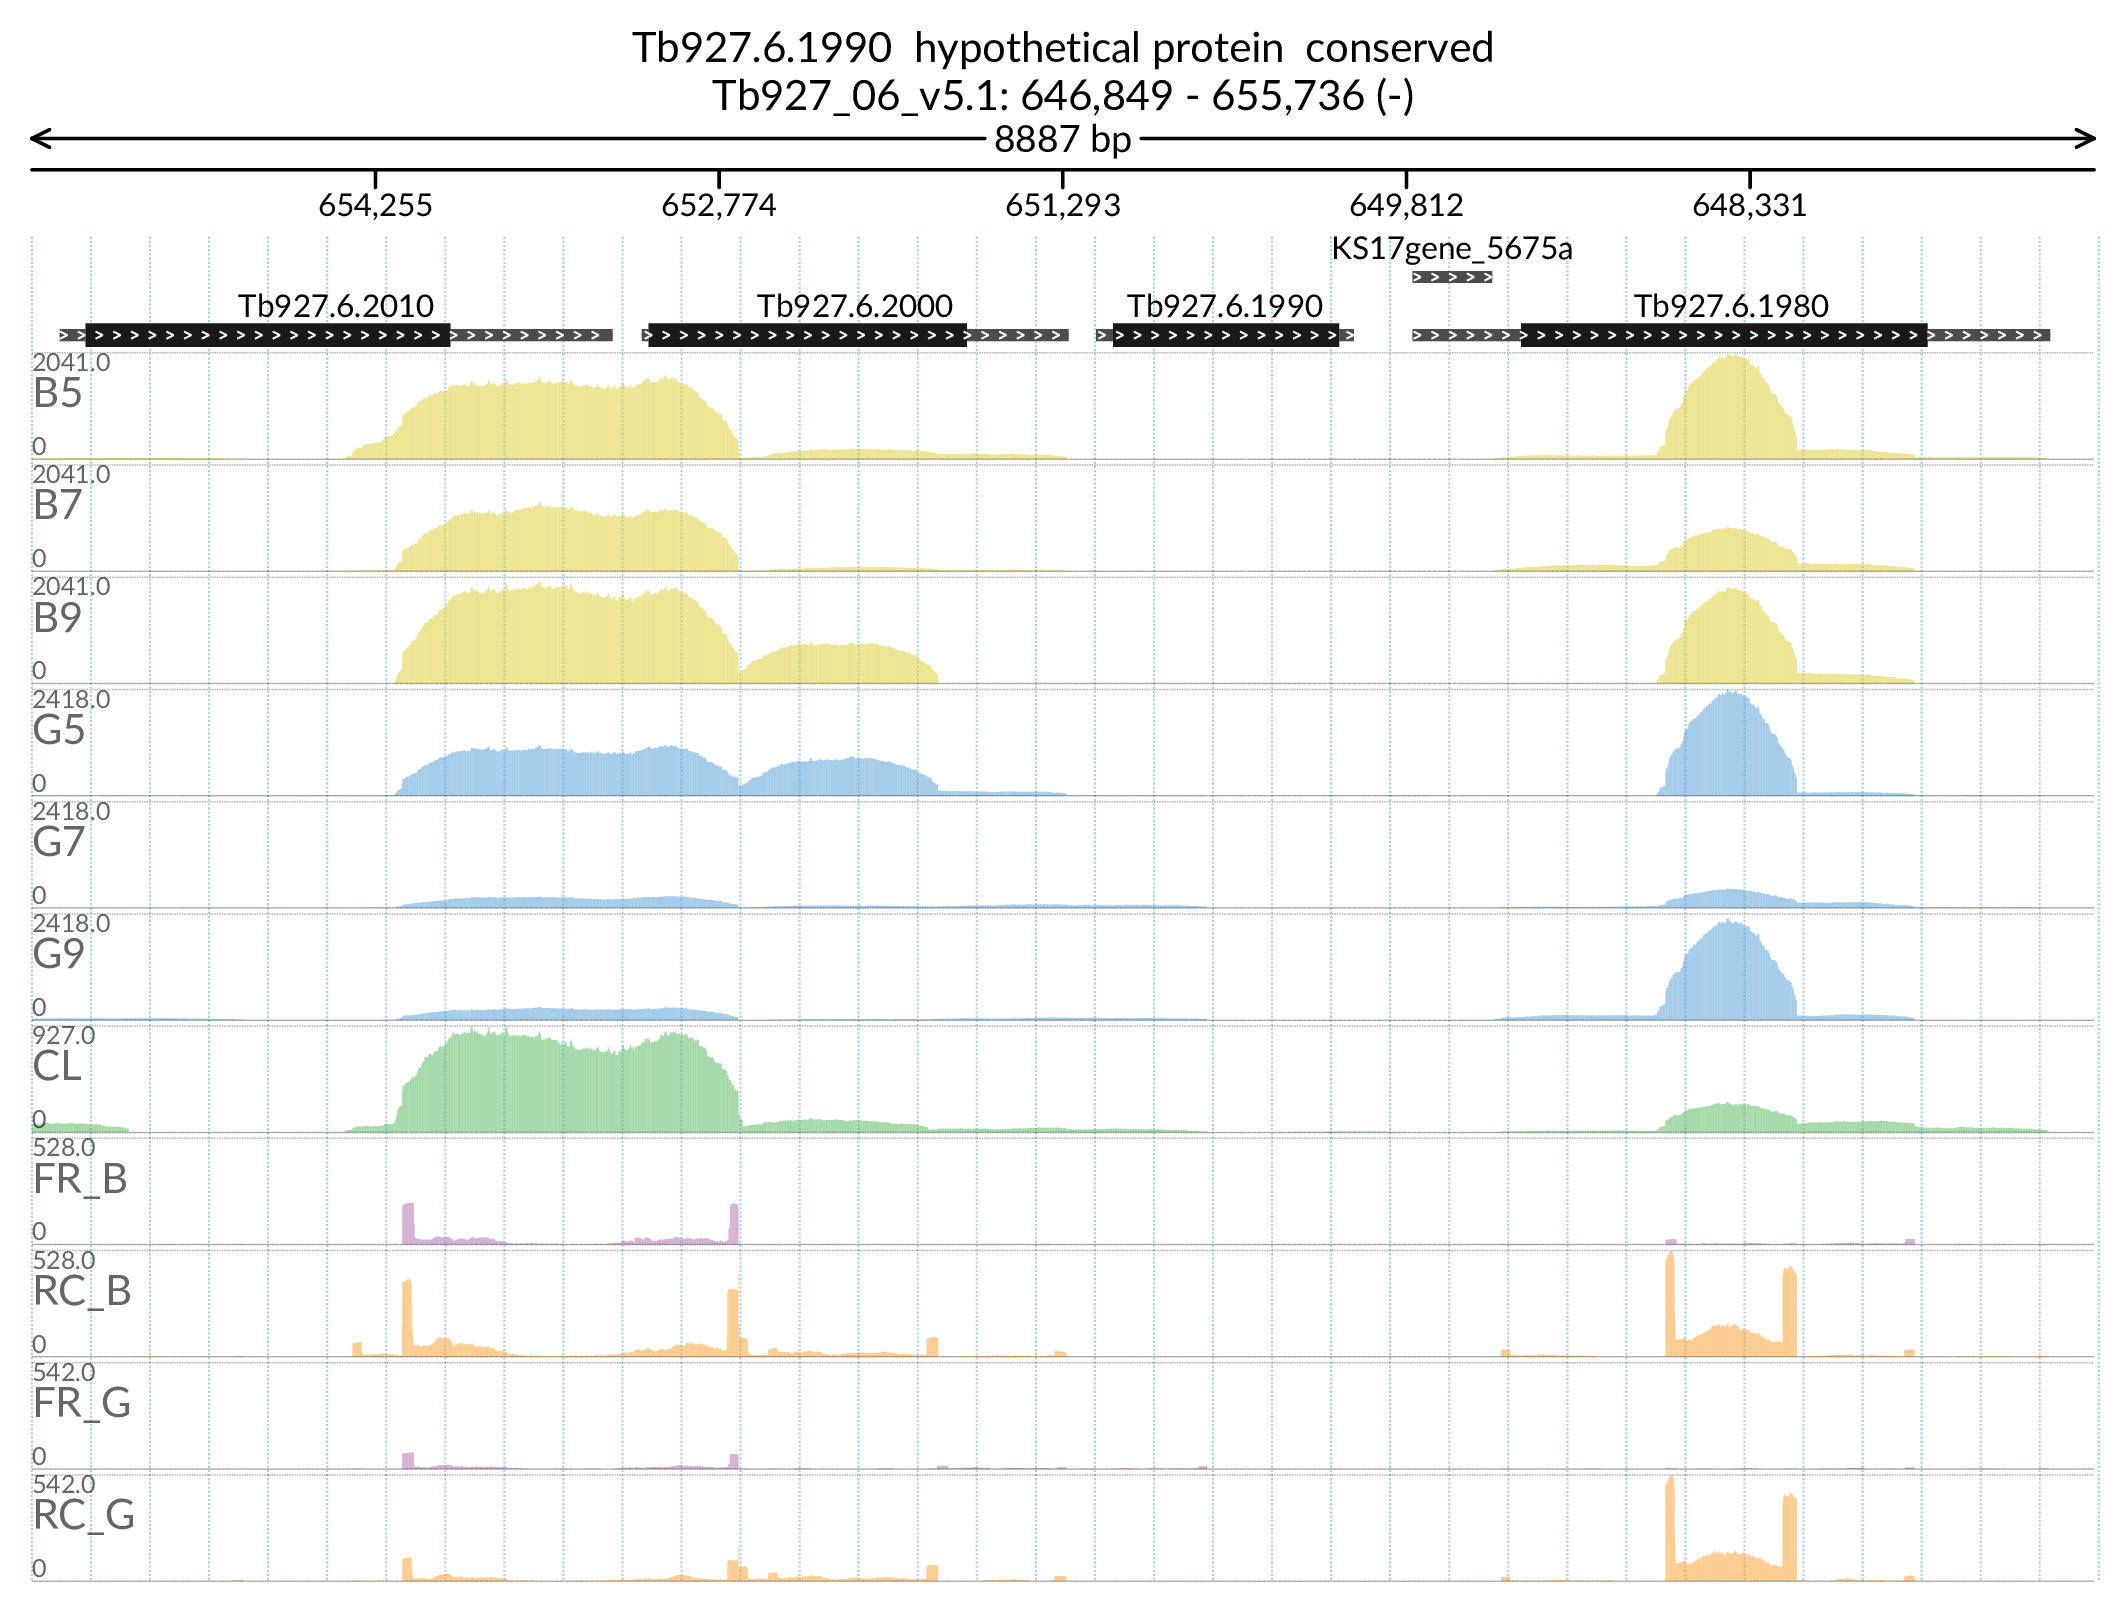 Tb927.6.1990  hypothetical protein  conserved
Tb927_06_v5.1: 646,849 - 655,736 (-)
8887 bp
654,255 652,774 651,293 649,812 648,331
KS17gene_5675a
Tb927.6.2010 Tb927.6.2000 Tb927.6.1990 Tb927.6.1980
2041.0
B5
0
2041.0
B7
0
2041.0
B9
0
2418.0
G5
0
2418.0
G7
0
2418.0
G9
0
927.0
CL
0
528.0
FR_B
0
528.0
RC_B
0
542.0
FR_G
0
542.0
RC_G
0